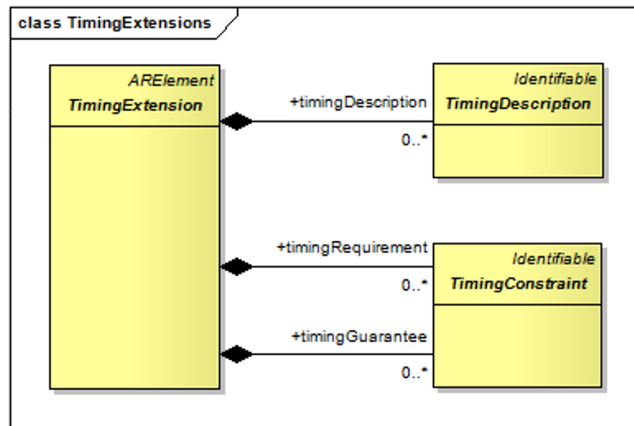 class TimingExtensions
ARElement
TimingExtension
+timingDescription
0..*
Identifiable
TimingDescription
+timingRequirement
0..*
Identifiable
TimingConstraint
+timingGuarantee
0..*